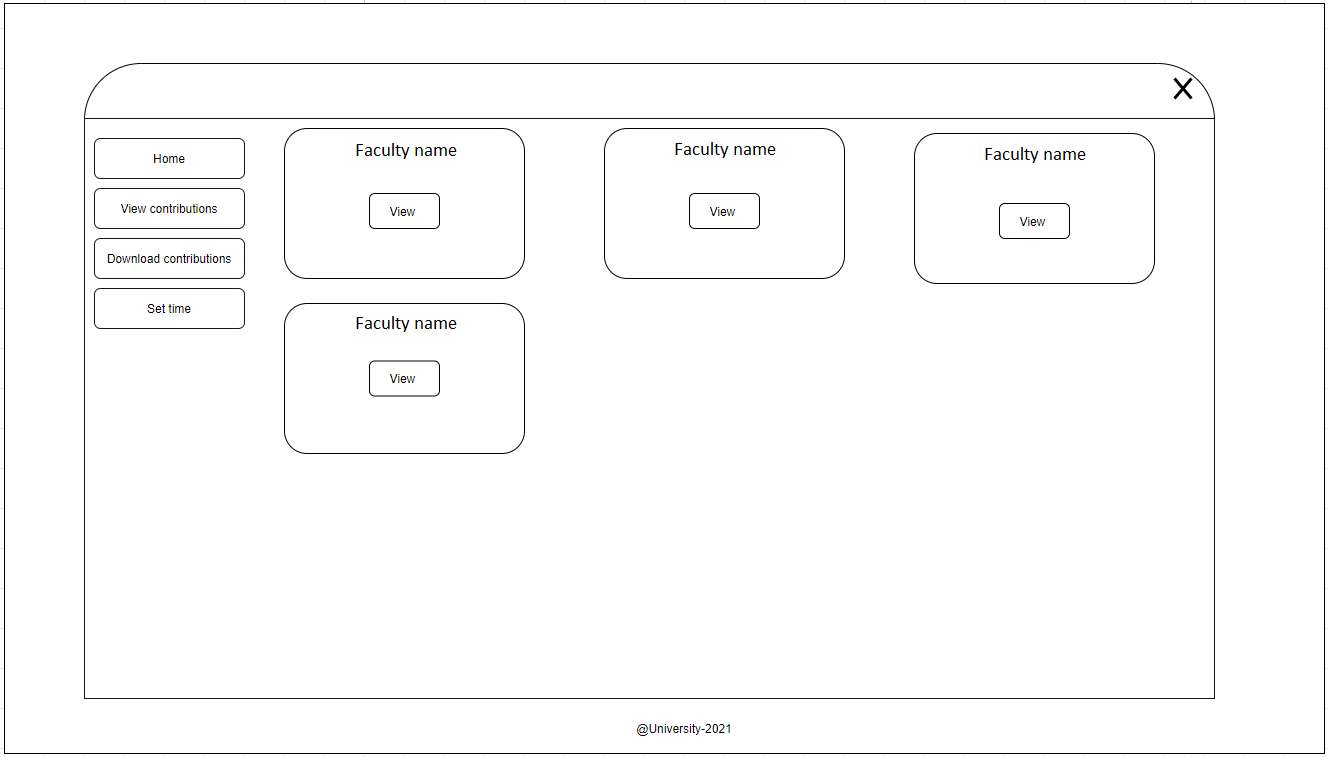 Home
View contributions
Download contributions
Set time
Faculty name
View
Faculty name
View
Faculty name
View
Faculty name
View
@University-2021